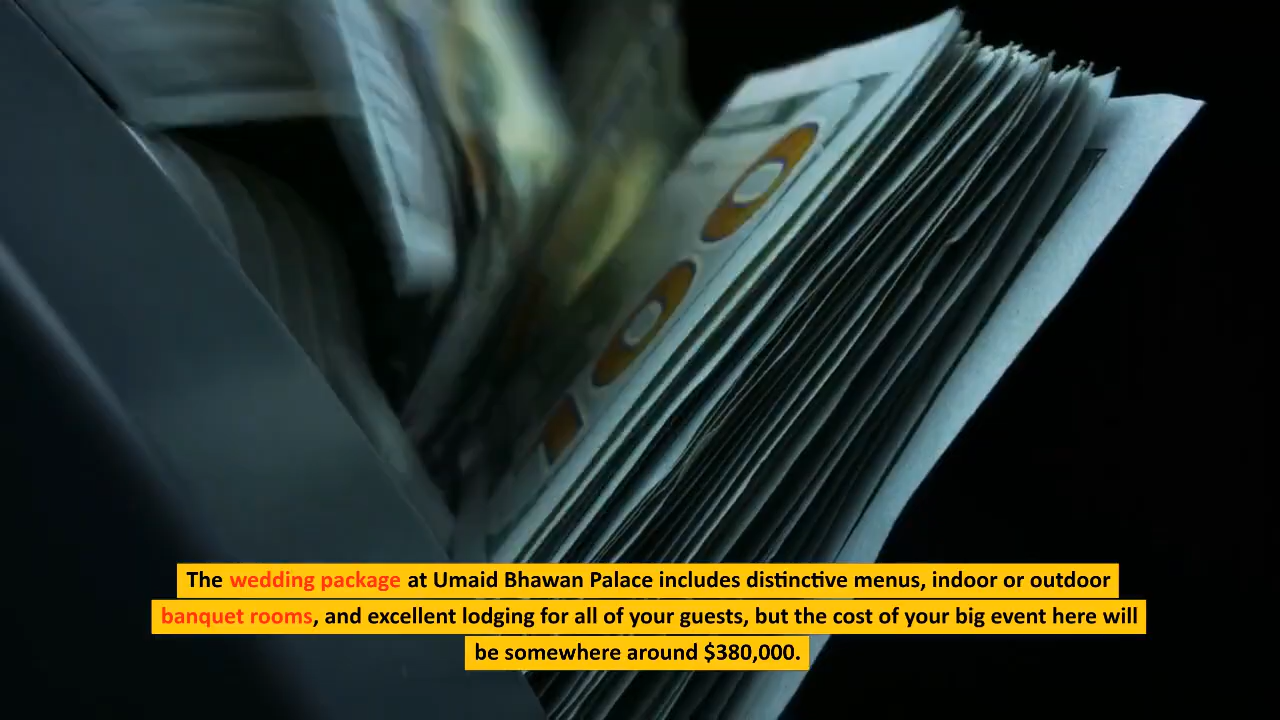 100
The wedding package at Umaid Bhawan Palace includes distinctive menus, indoor or outdoor
banquet rooms, and excellent lodging for all of your guests, but the cost of your big event here will
be somewhere around $380,000.